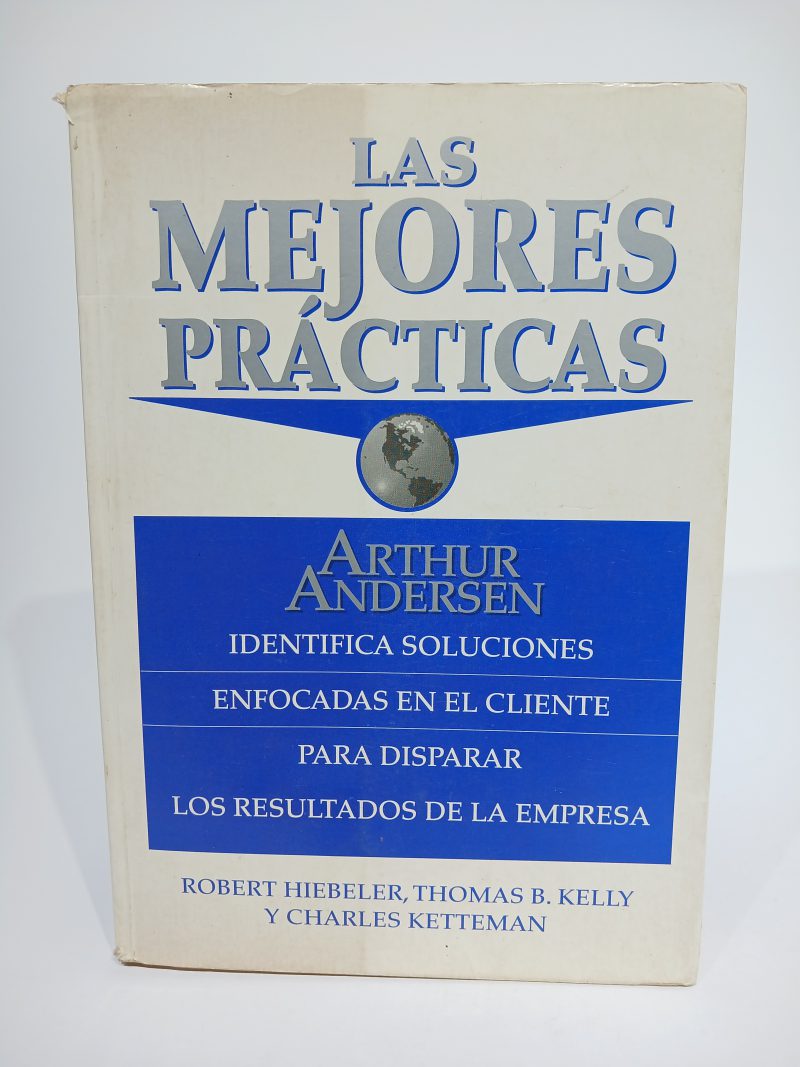 LAS
MEJORES
PRÁCTICAS
ARTHUR
ANDERSEN
IDENTIFICA SOLUCIONES
ENFOCADAS EN EL CLIENTE
PARA DISPARAR
LOS RESULTADOS DE LA EMPRESA
ROBERT HIEBELER, THOMAS B. KELLY
Y CHARLES KETTEMAN